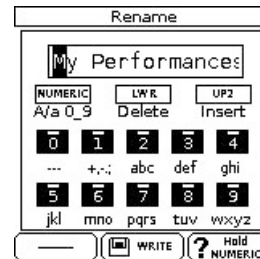 Rename
My Performances
NUMERIC LWR UP2
A/a 0_9 Delete Insert
0 1 2 3 4
--- +,-.; abc def ghi
5 6 7 8 9
jkl mno pqrs tuv wxyz
WRITE ? Hold NUMERIC